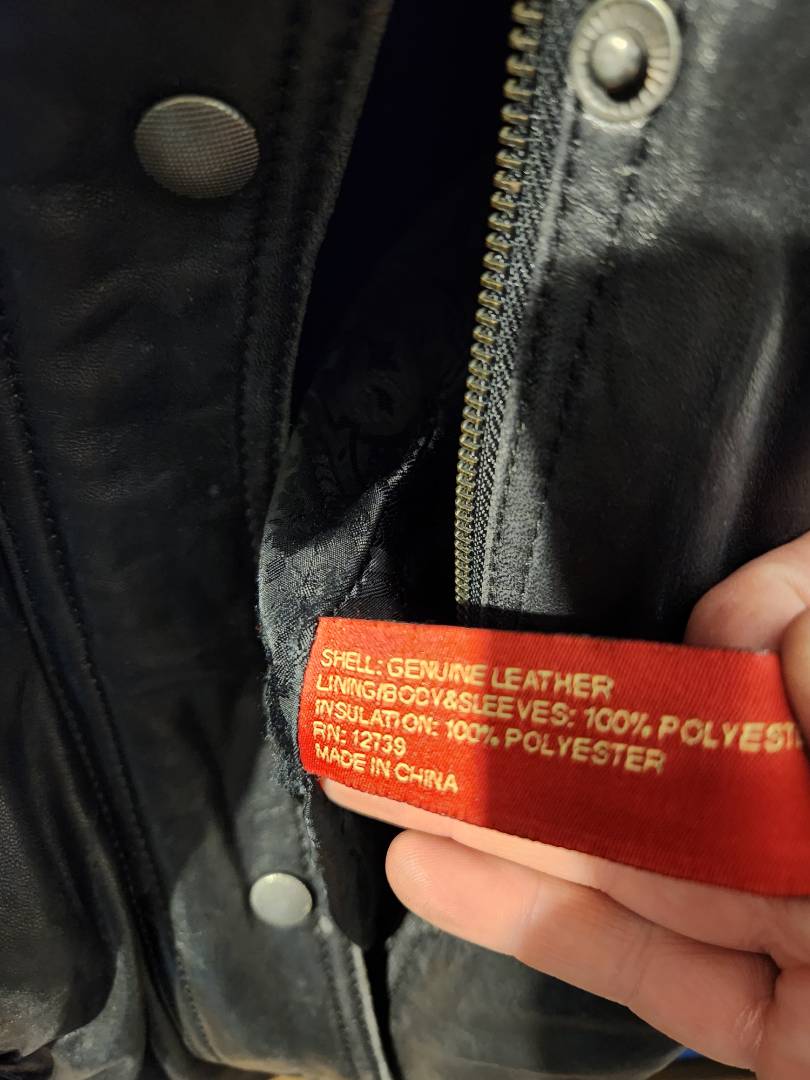 SHELL: GENUINE LEATHER
LINING/BODY&SLEEVES: 100% POLYEST
INSULATION: 100% POLYESTER
RN: 12739
MADE IN CHINA